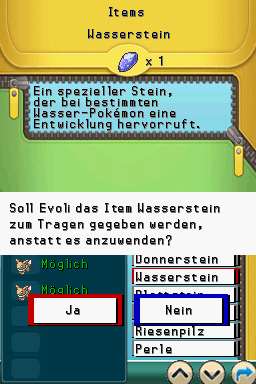 Items
Wasserstein
x 1
Ein spezieller Stein,
der bei bestimmten
Wasser-Pokémon eine
Entwicklung hervorruft.
Soll Evoli das Item Wasserstein
zum Tragen gegeben werden,
anstatt es anzuwenden?
Möglich
Möglich
Donnerstein
Wasserstein
Riesenpilz
Perle
Ja
Nein